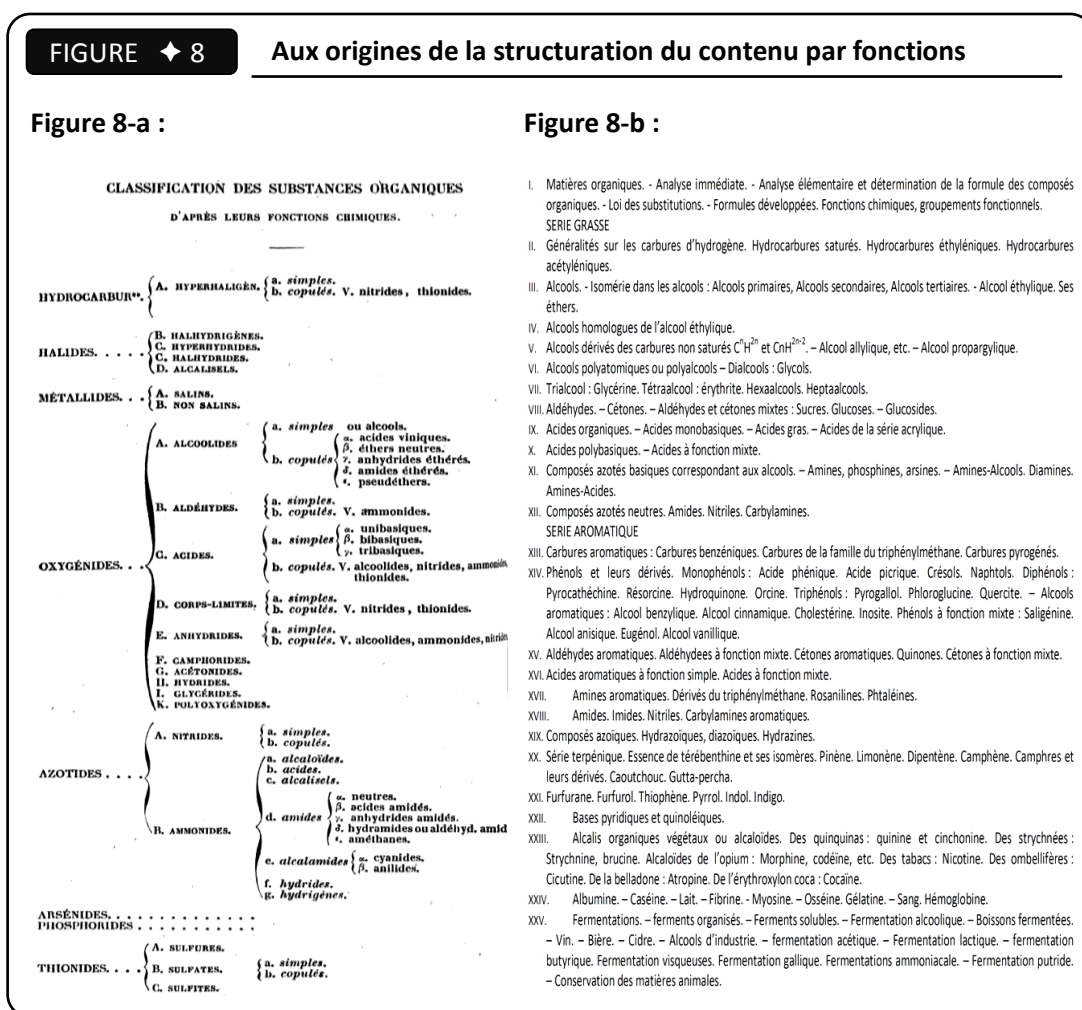 FIGURE ✦ 8
Aux origines de la structuration du contenu par fonctions
Figure 8-a :
CLASSIFICATION DES SUBSTANCES ORGANIQUES
D'APRÈS LEURS FONCTIONS CHIMIQUES.
HYDROCARBURˢˢ.
A. HYPERHALIGÈN.
a. simples.
b. copulés. V. nitrides, thionides.
HALIDES. . . . .
B. HALHYDRIGÈNES.
C. HYPERHYDRIDES.
C. HALHYDRIDES.
D. ALCALISELS.
MÉTALLIDES. . .
A. SALINS.
B. NON SALINS.
OXYGÉNIDES. . .
A. ALCOOLIDES
a. simples ou alcools.
b. copulés
α. acides viniques.
β. éthers neutres.
γ. anhydrides éthérés.
δ. amides éthérés.
ε. pseudéthers.
B. ALDÉHYDES.
a. simples.
b. copulés. V. ammonides.
C. ACIDES.
a. simples
α. unibasiques.
β. bibasiques.
γ. tribasiques.
b. copulés. V. alcoolides, nitrides, ammonides,
thionides.
D. CORPS-LIMITES.
a. simples.
b. copulés. V. nitrides, thionides.
E. ANHYDRIDES.
a. simples.
b. copulés. V. alcoolides, ammonides, nitrid
F. CAMPHORIDES.
G. ACÉTONIDES.
H. HYDRIDES.
I. GLYCÉRIDES.
K. POLYOXYGÉNIDES.
AZOTIDES . . . .
A. NITRIDES.
a. simples.
b. copulés.
B. AMMONIDES.
a. alcaloïdes.
b. acides.
c. alcalisels.
d. amides
α. neutres.
β. acides amidés.
γ. anhydrides amidés.
δ. hydramides ou aldéhyd. amid
ε. améthanes.
e. alcalamides
α. cyanides.
β. anilides.
f. hydrides.
g. hydrigènes.
ARSÉNIDES. . . . . . . . . . . . .
PHOSPHORIDES . . . . . . . . . . .
THIONIDES. . . .
A. SULFURES.
B. SULFATES.
a. simples.
b. copulés.
C. SULFITES.
Figure 8-b :
I. Matières organiques. - Analyse immédiate. - Analyse élémentaire et détermination de la formule des composés
organiques. - Loi des substitutions. - Formules développées. Fonctions chimiques, groupements fonctionnels.
SERIE GRASSE
II. Généralités sur les carbures d'hydrogène. Hydrocarbures saturés. Hydrocarbures éthyléniques. Hydrocarbures
acétyléniques.
III. Alcools. - Isomérie dans les alcools : Alcools primaires, Alcools secondaires, Alcools tertiaires. - Alcool éthylique. Ses
éthers.
IV. Alcools homologues de l'alcool éthylique.
V. Alcools dérivés des carbures non saturés CⁿH²ⁿ et CnH²ⁿ⁻². – Alcool allylique, etc. – Alcool propargylique.
VI. Alcools polyatomiques ou polyalcools – Dialcools : Glycols.
VII. Trialcool : Glycérine. Tétraalcool : érythrite. Hexaalcools. Heptaalcools.
VIII. Aldéhydes. – Cétones. – Aldéhydes et cétones mixtes : Sucres. Glucoses. – Glucosides.
IX. Acides organiques. – Acides monobasiques. – Acides gras. – Acides de la série acrylique.
X. Acides polybasiques. – Acides à fonction mixte.
XI. Composés azotés basiques correspondant aux alcools. – Amines, phosphines, arsines. – Amines-Alcools. Diamines.
Amines-Acides.
XII. Composés azotés neutres. Amides. Nitriles. Carbylamines.
SERIE AROMATIQUE
XIII. Carbures aromatiques : Carbures benzéniques. Carbures de la famille du triphénylméthane. Carbures pyrogénés.
XIV. Phénols et leurs dérivés. Monophénols : Acide phénique. Acide picrique. Crésols. Naphtols. Diphénols :
Pyrocathéchine. Résorcine. Hydroquinone. Orcine. Triphénols : Pyrogallol. Phloroglucine. Quercite. – Alcools
aromatiques : Alcool benzylique. Alcool cinnamique. Cholestérine. Inosite. Phénols à fonction mixte : Saligénine.
Alcool anisique. Eugénol. Alcool vanillique.
XV. Aldéhydes aromatiques. Aldéhydees à fonction mixte. Cétones aromatiques. Quinones. Cétones à fonction mixte.
XVI. Acides aromatiques à fonction simple. Acides à fonction mixte.
XVII. Amines aromatiques. Dérivés du triphénylméthane. Rosanilines. Phtaléines.
XVIII. Amides. Imides. Nitriles. Carbylamines aromatiques.
XIX. Composés azoïques. Hydrazoïques, diazoïques. Hydrazines.
XX. Série terpénique. Essence de térébenthine et ses isomères. Pinène. Limonène. Dipentène. Camphène. Camphres et
leurs dérivés. Caoutchouc. Gutta-percha.
XXI. Furfurane. Furfurol. Thiophène. Pyrrol. Indol. Indigo.
XXII. Bases pyridiques et quinoléiques.
XXIII. Alcalis organiques végétaux ou alcaloïdes. Des quinquinas : quinine et cinchonine. Des strychnées :
Strychnine, brucine. Alcaloïdes de l'opium : Morphine, codéine, etc. Des tabacs : Nicotine. Des ombellifères :
Cicutine. De la belladone : Atropine. De l'érythroxylon coca : Cocaïne.
XXIV. Albumine. – Caséine. – Lait. – Fibrine. - Myosine. – Osséine. Gélatine. – Sang. Hémoglobine.
XXV. Fermentations. – ferments organisés. – Ferments solubles. – Fermentation alcoolique. – Boissons fermentées.
– Vin. – Bière. – Cidre. – Alcools d'industrie. – fermentation acétique. – Fermentation lactique. – fermentation
butyrique. Fermentation visqueuses. Fermentation gallique. Fermentations ammoniacale. – Fermentation putride.
– Conservation des matières animales.